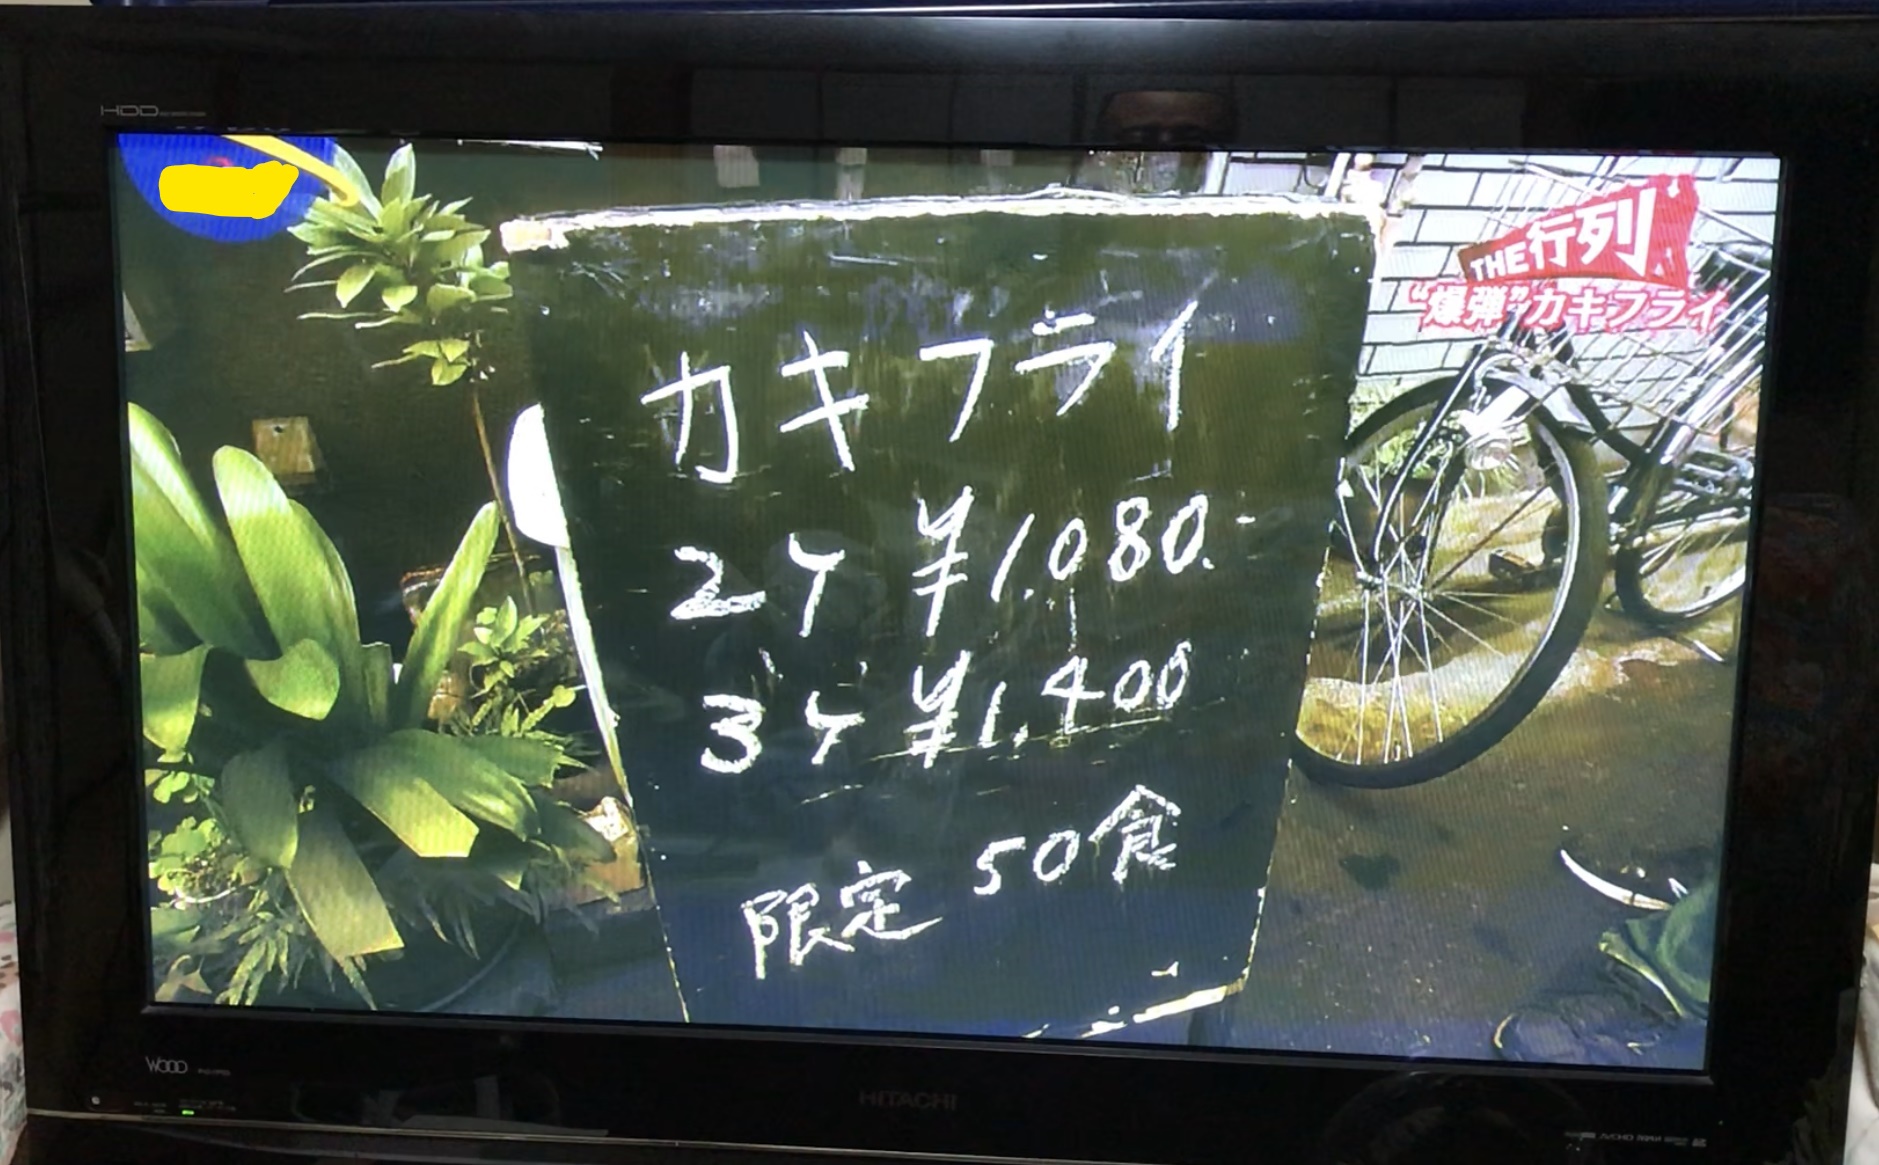 HDD
THE行列
“爆弾”カキフライ
カキフライ
2ケ ¥1.080.-
3ケ ¥1.400
限定 50食
Wooo
HITACHI